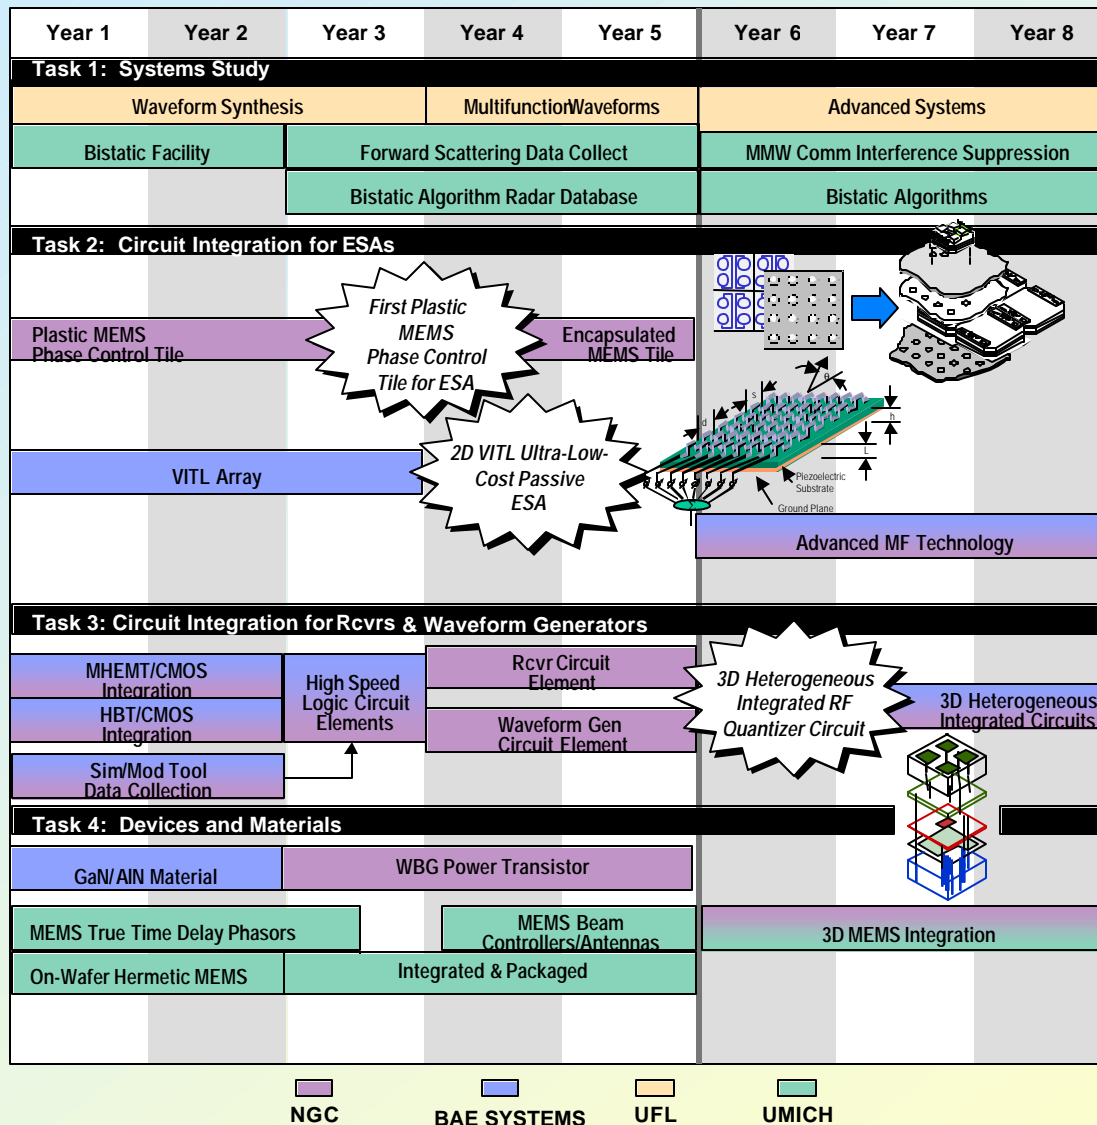 Year 1 Year 2 Year 3 Year 4 Year 5 Year 6 Year 7 Year 8
Task 1: Systems Study
Waveform Synthesis MultifunctionWaveforms Advanced Systems
Bistatic Facility Forward Scattering Data Collect MMW Comm Interference Suppression
Bistatic Algorithm Radar Database Bistatic Algorithms
Task 2: Circuit Integration for ESAs
Plastic MEMS
Phase Control Tile
First Plastic
MEMS
Phase Control
Tile for ESA
Encapsulated
MEMS Tile
VITL Array
2D VITL Ultra-Low-
Cost Passive
ESA
θ
s
d
h
L
Piezoelectric
Substrate
Ground Plane
Advanced MF Technology
Task 3: Circuit Integration for Rcvrs & Waveform Generators
MHEMT/CMOS
Integration
HBT/CMOS
Integration
Sim/Mod Tool
Data Collection
High Speed
Logic Circuit
Elements
Rcvr Circuit
Element
Waveform Gen
Circuit Element
3D Heterogeneous
Integrated RF
Quantizer Circuit
3D Heterogeneous
Integrated Circuits
Task 4: Devices and Materials
GaN/AlN Material WBG Power Transistor
MEMS True Time Delay Phasors
MEMS Beam
Controllers/Antennas
3D MEMS Integration
On-Wafer Hermetic MEMS Integrated & Packaged
NGC BAE SYSTEMS UFL UMICH